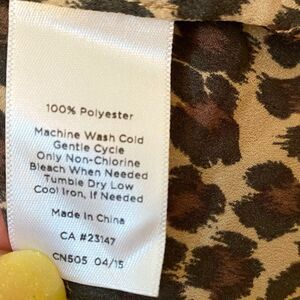 100% Polyester
Machine Wash Cold
Gentle Cycle
Only Non-Chlorine
Bleach When Needed
Tumble Dry Low
Cool Iron, If Needed
Made In China
CA #23147
CN505 04/15